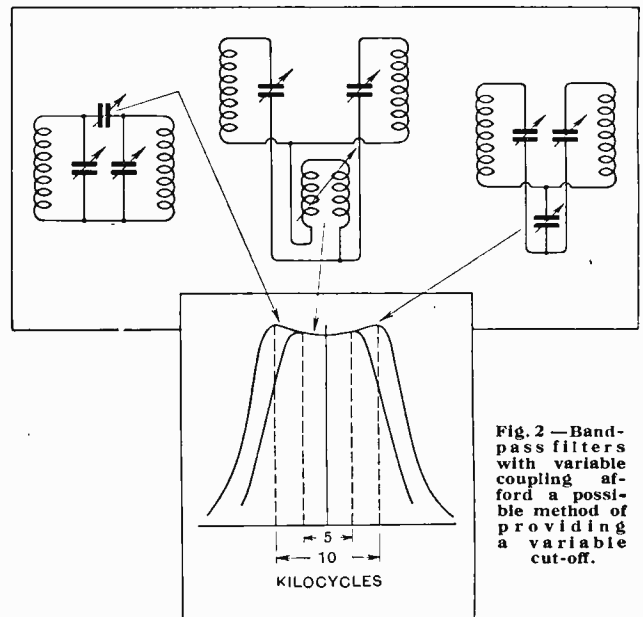 Fig. 2 — Band-
pass filters
with variable
coupling af-
ford a possi-
ble method of
providing
a variable
cut-off.
5
10
KILOCYCLES